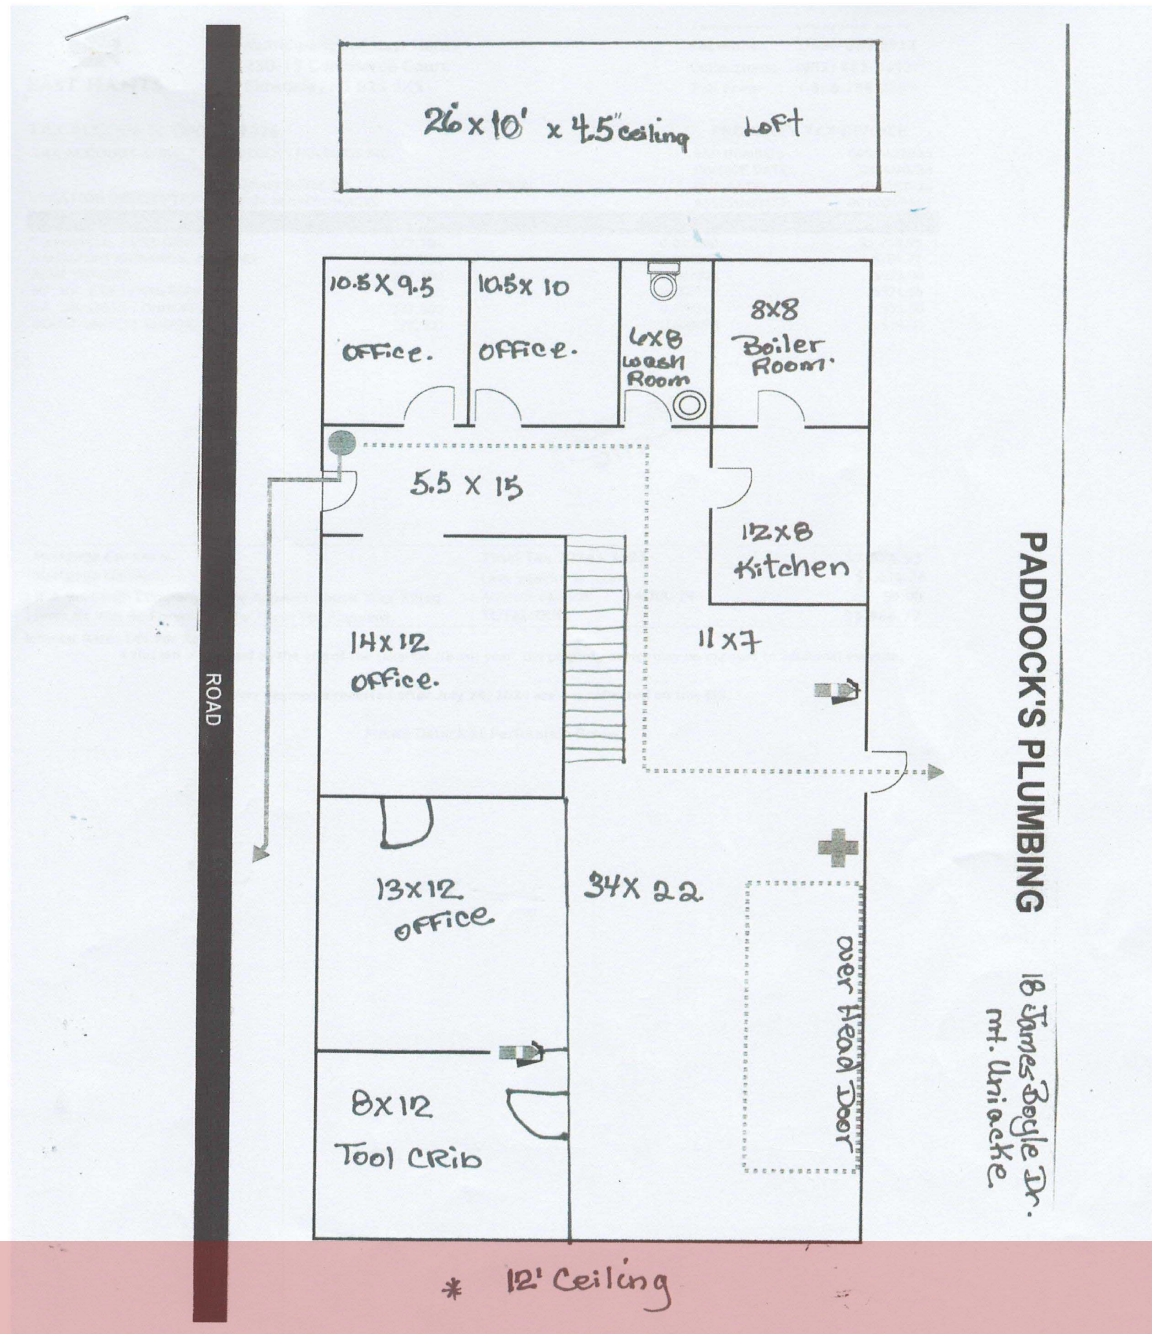 26 x 10' x 4.5" ceiling Loft
10.5 X 9.5
OFFice.
10.5 x 10
OFFice.
6X8
Wash
Room
8X8
Boiler
Room.
5.5 X 15
12x8
Kitchen
14x12
OFFice.
11 x7
ROAD
13x12
OFFice
34X 22
over Head Door
8X12
Tool CRib
* 12' Ceiling
PADDOCK'S PLUMBING
18 James Boyle Dr.
Mt. Uniacke